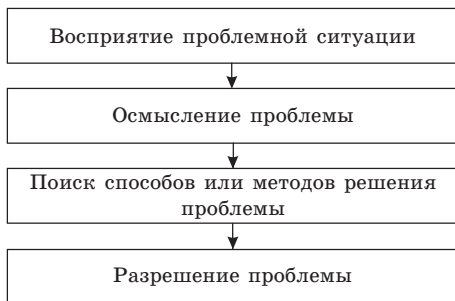 Восприятие проблемной ситуации
Осмысление проблемы
Поиск способов или методов решения
проблемы
Разрешение проблемы